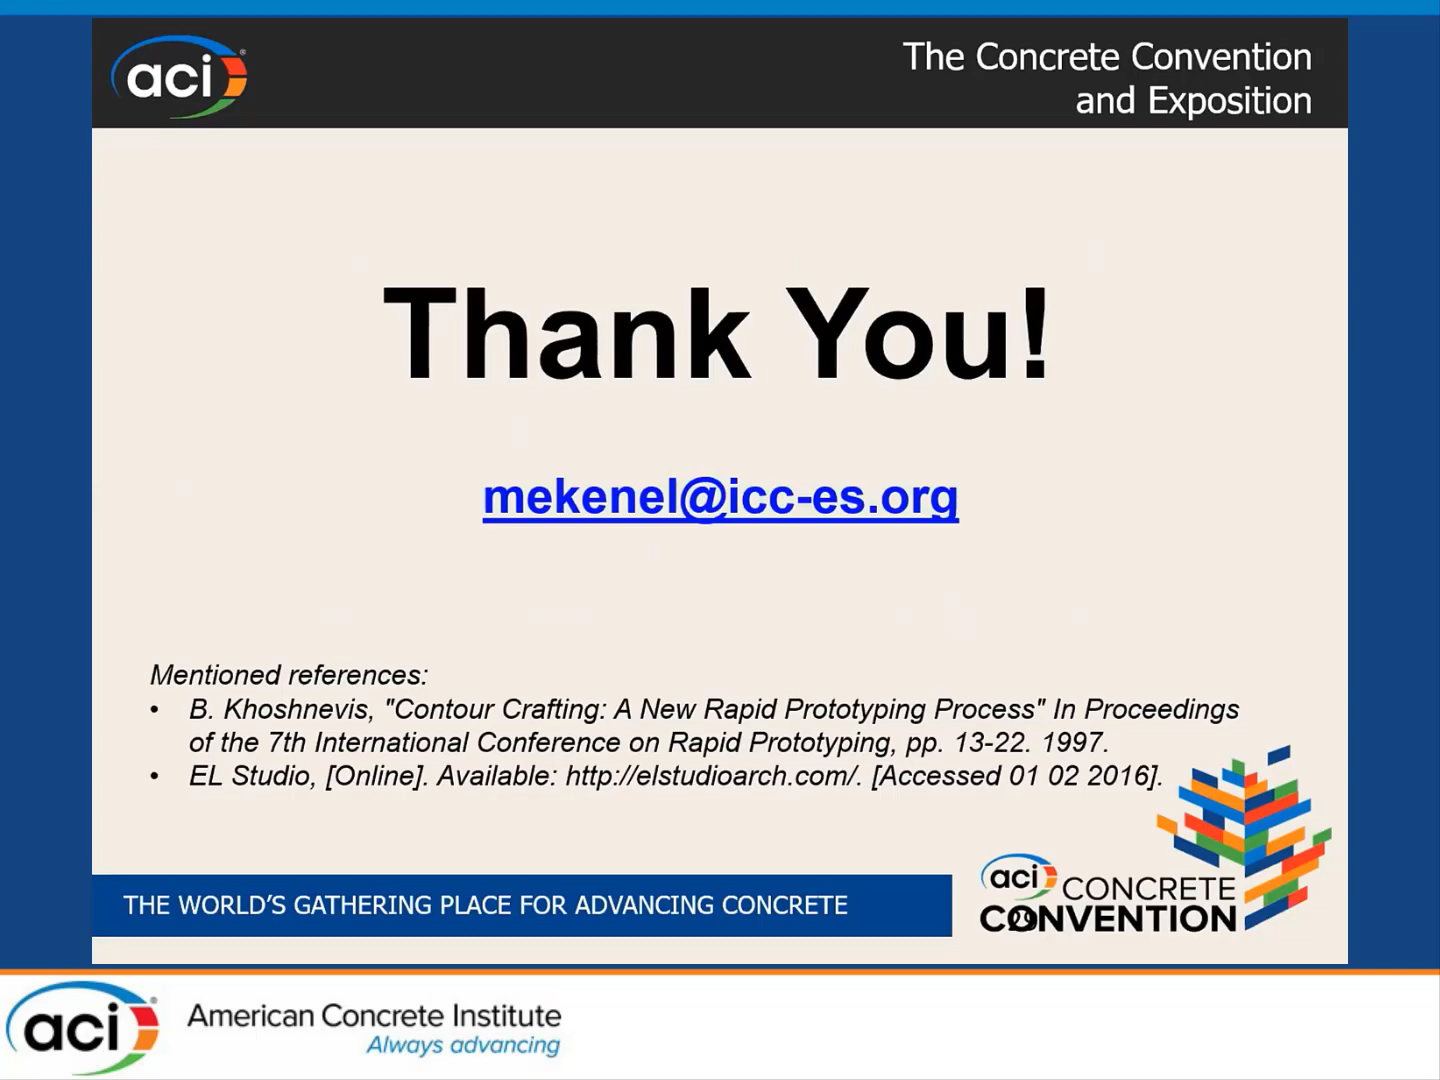 aci
The Concrete Convention
and Exposition
Thank You!
mekenel@icc-es.org
Mentioned references:
• B. Khoshnevis, "Contour Crafting: A New Rapid Prototyping Process" In Proceedings
of the 7th International Conference on Rapid Prototyping, pp. 13-22. 1997.
• EL Studio, [Online]. Available: http://elstudioarch.com/. [Accessed 01 02 2016].
THE WORLD'S GATHERING PLACE FOR ADVANCING CONCRETE
aci CONCRETE
CONVENTION
aci
American Concrete Institute
Always advancing